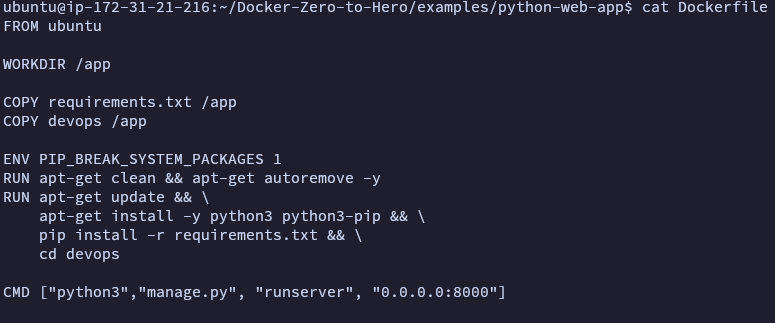 ubuntu@ip-172-31-21-216:~/Docker-Zero-to-Hero/examples/python-web-app$ cat Dockerfile
FROM ubuntu

WORKDIR /app

COPY requirements.txt /app
COPY devops /app

ENV PIP_BREAK_SYSTEM_PACKAGES 1
RUN apt-get clean && apt-get autoremove -y
RUN apt-get update && \
    apt-get install -y python3 python3-pip && \
    pip install -r requirements.txt && \
    cd devops

CMD ["python3","manage.py", "runserver", "0.0.0.0:8000"]